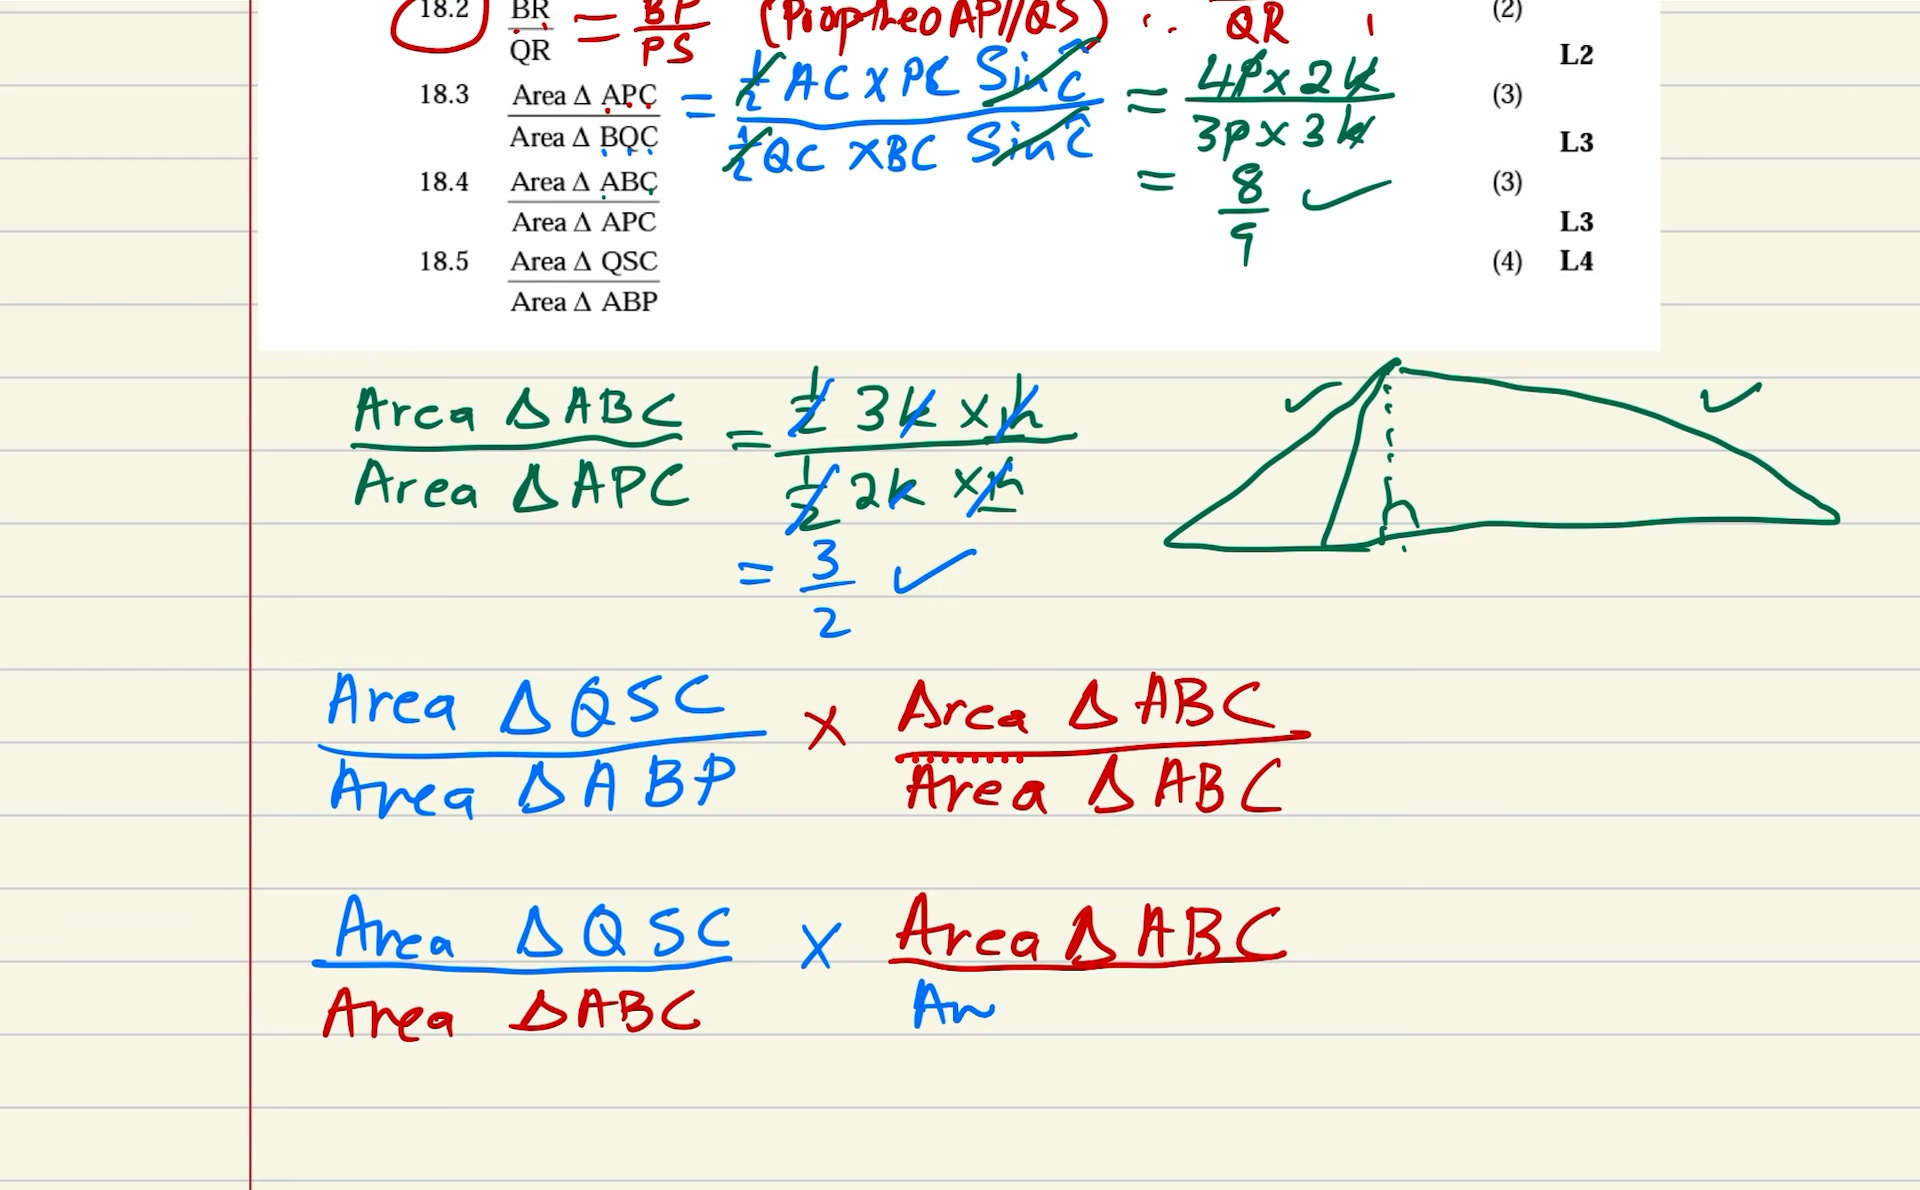 18.2 BR/QR = BP/PS (Prop theo AP//QS) ∴ QR (2)
L2
18.3 Area Δ APC / Area Δ BQC = ½ AC × PC Sin Ĉ / ½ QC × BC Sin Ĉ = 4p × 2k / 3p × 3k (3)
L3
= 8/9 ✓
18.4 Area Δ ABC / Area Δ APC (3)
L3
18.5 Area Δ QSC / Area Δ ABP (4) L4
Area Δ ABC / Area Δ APC = ½ 3k × h / ½ 2k × h
h
= 3/2 ✓
Area Δ QSC / Area Δ ABP × Area Δ ABC / Area Δ ABC
Area Δ QSC / Area Δ ABC × Area Δ ABC / Ar